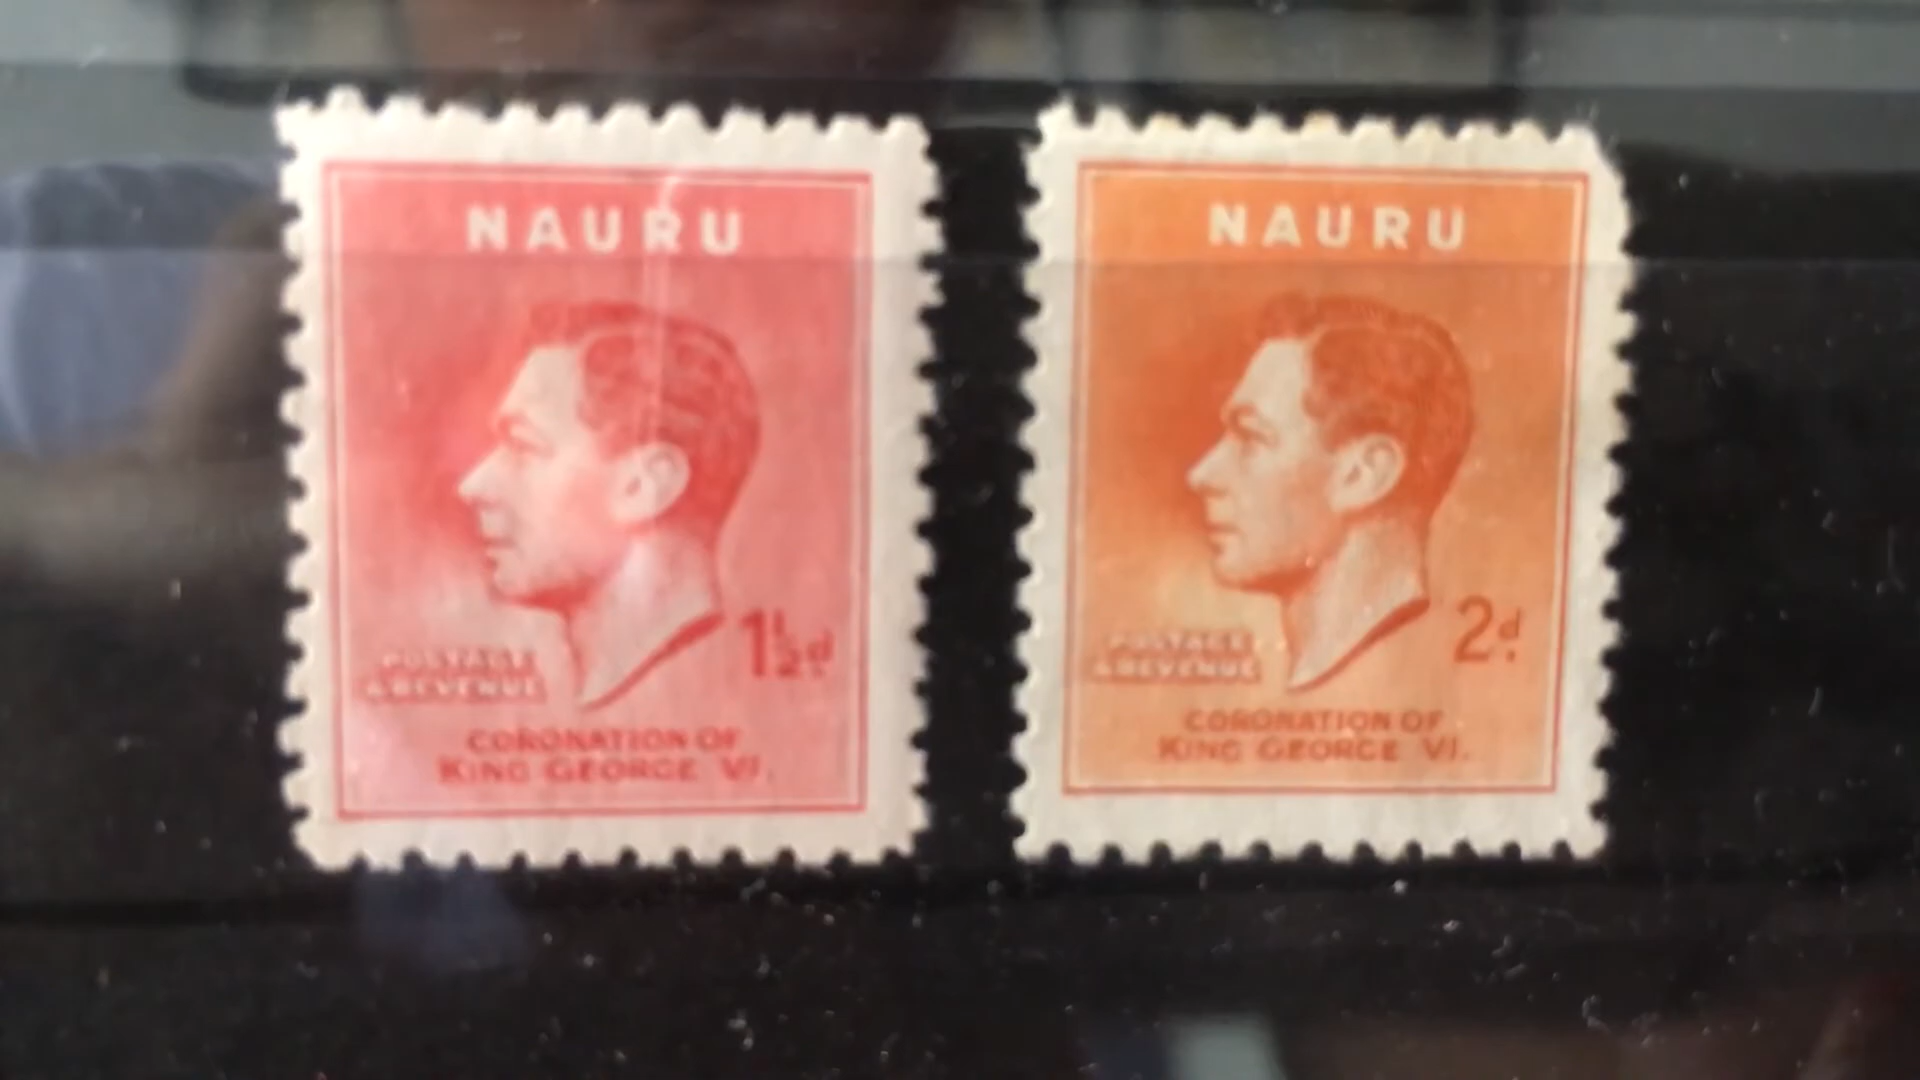 NAURU
1½d.
POSTAGE
& REVENUE
CORONATION OF
KING GEORGE VI.
NAURU
2d.
POSTAGE
& REVENUE
CORONATION OF
KING GEORGE VI.